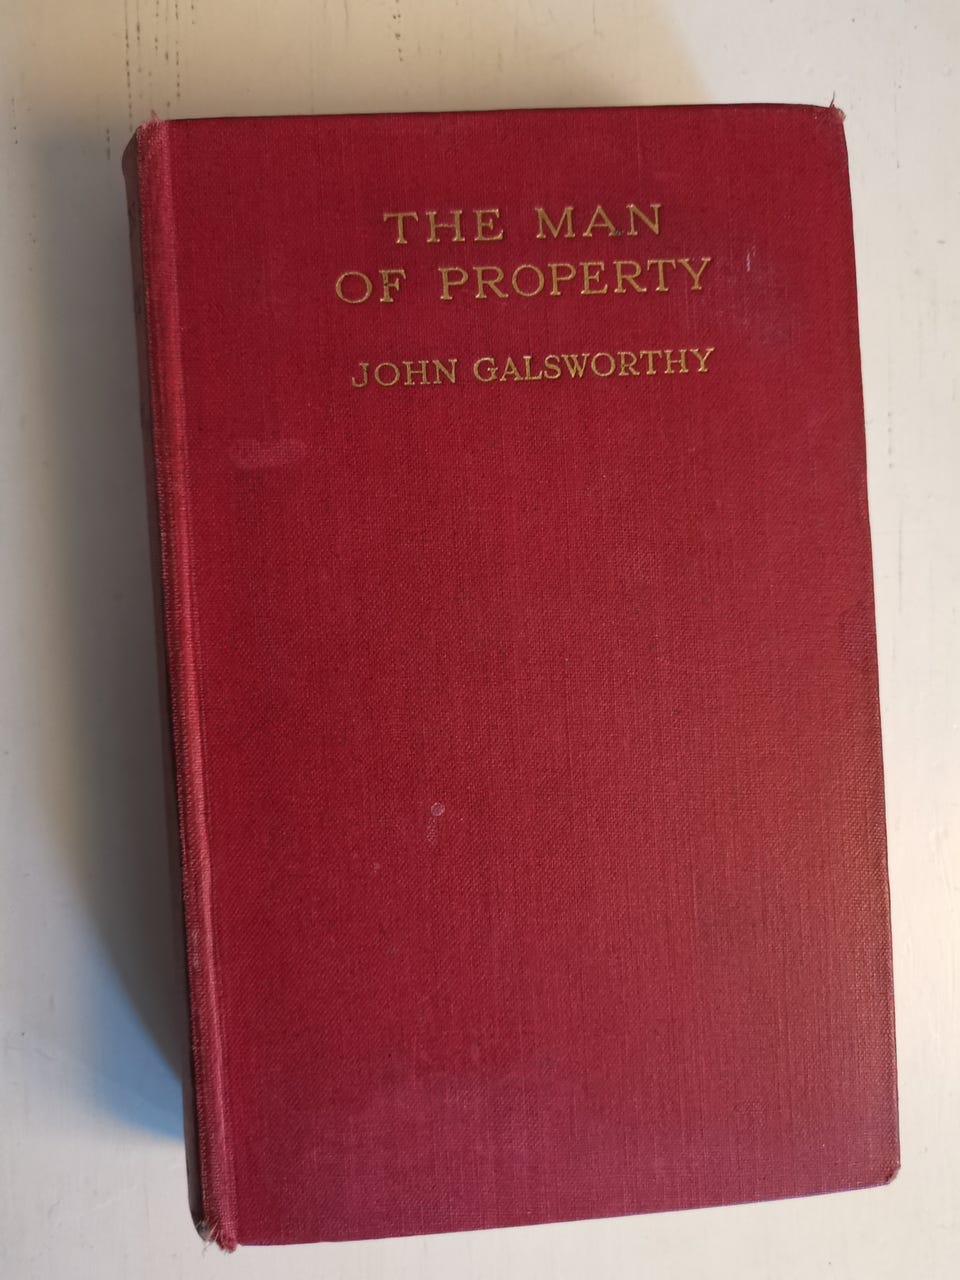 THE MAN
OF PROPERTY
JOHN GALSWORTHY